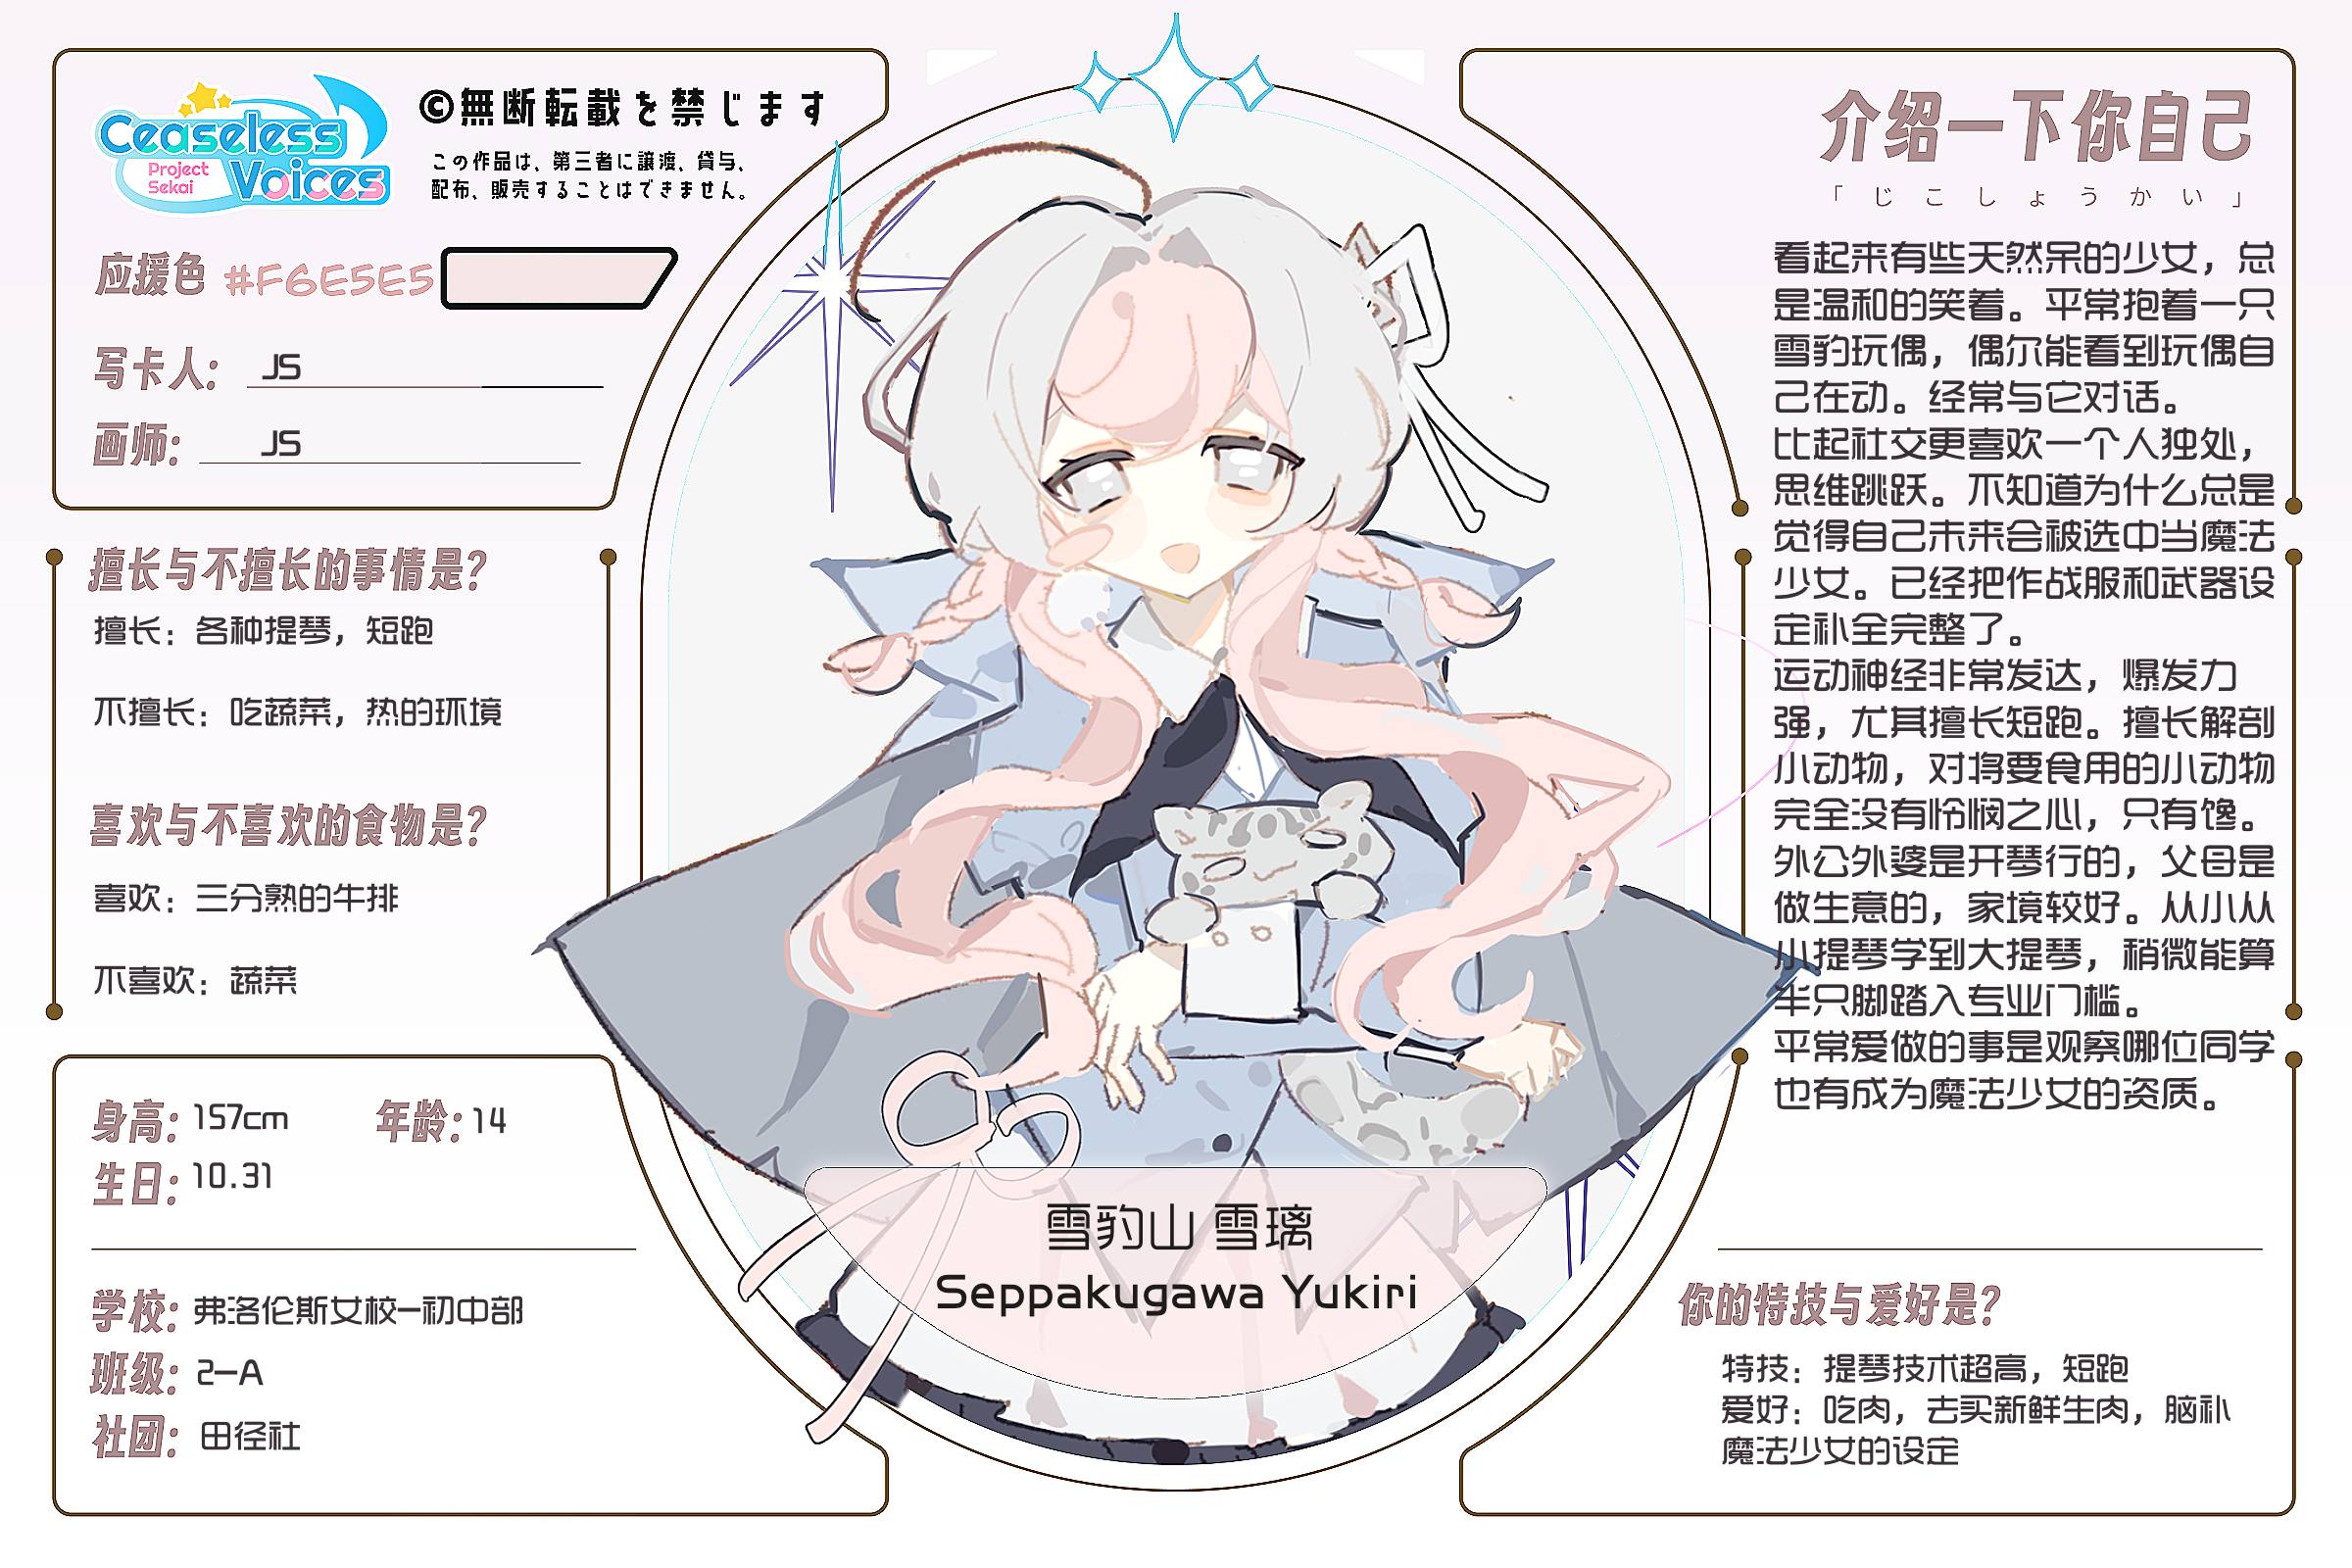 Ceaseless
Project
Sekai
Voices
©無断転載を禁じます
この作品は、第三者に譲渡、貸与、
配布、販売することはできません。
应援色 #F6E5E5
写卡人: JS
画师: JS
擅长与不擅长的事情是?
擅长：各种提琴，短跑
不擅长：吃蔬菜，热的环境
喜欢与不喜欢的食物是?
喜欢：三分熟的牛排
不喜欢：蔬菜
身高: 157cm 年龄: 14
生日: 10.31
学校: 弗洛伦斯女校—初中部
班级: 2—A
社团: 田径社
雪豹山 雪璃
Seppakugawa Yukiri
介绍一下你自己
「じこしょうかい」
看起来有些天然呆的少女，总
是温和的笑着。平常抱着一只
雪豹玩偶，偶尔能看到玩偶自
己在动。经常与它对话。
比起社交更喜欢一个人独处，
思维跳跃。不知道为什么总是
觉得自己未来会被选中当魔法
少女。已经把作战服和武器设
定补全完整了。
运动神经非常发达，爆发力
强，尤其擅长短跑。擅长解剖
小动物，对将要食用的小动物
完全没有怜悯之心，只有馋。
外公外婆是开琴行的，父母是
做生意的，家境较好。从小从
小提琴学到大提琴，稍微能算
半只脚踏入专业门槛。
平常爱做的事是观察哪位同学
也有成为魔法少女的资质。
你的特技与爱好是?
特技：提琴技术超高，短跑
爱好：吃肉，去买新鲜生肉，脑补
魔法少女的设定